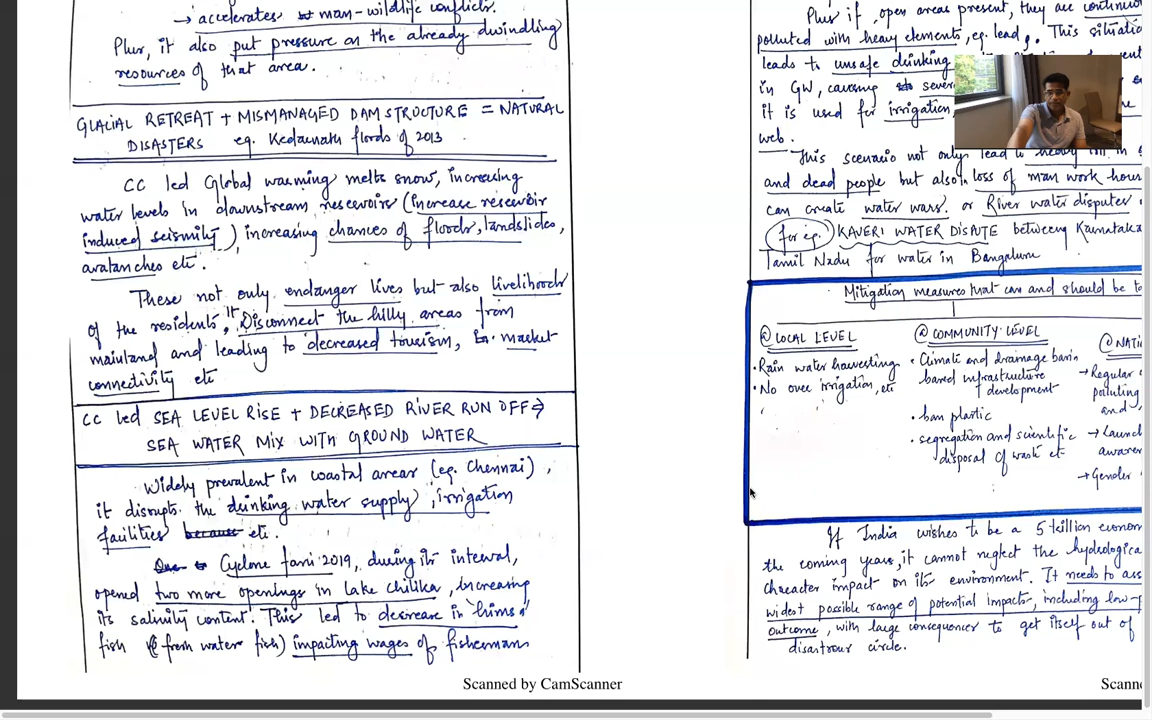 → accelerates man-wildlife conflicts.
Plus, it also put pressure on the already dwindling
resources of that area.
GLACIAL RETREAT + MISMANAGED DAM STRUCTURE = NATURAL
DISASTERS eg. Kedarnath floods of 2013
CC led Global warming melts snow, increasing
water levels in downstream reservoirs (increase reservoir
induced seismity), increasing chances of floods, landslides,
avalanches etc.
These not only endanger lives but also livelihoods
of the residents. It Disconnect the hilly areas from
mainland and leading to decreased tourism, market
connectivity etc
CC led SEA LEVEL RISE + DECREASED RIVER RUN OFF ⇒
SEA WATER MIX WITH GROUND WATER
Widely prevalent in coastal areas (eg. Chennai),
it disrupts the drinking water supply, irrigation
facilities because etc.
Cyclone fani 2019, during its interval,
opened two more openings in lake chilika, increasing
its salinity content. This led to decrease in
fish (fresh water fish) impacting wages of fisherman
Plus if open areas present, they are continuo
polluted with heavy elements, eg. lead,. This situatio
leads to unsafe drinking
in GW, causing sever
it is used for irrigation,
web.
This scenario not only lead to heavy
and dead people but also loss of man work hour
can create water wars. or River water disputes
for eg. KAVERI WATER DISPUTE between Karnataka
Tamil Nadu for water in Bangalore
Mitigation measures that can and should be ta
LOCAL LEVEL
• Rain water harvesting
• No over irrigation, etc
COMMUNITY LEVEL
• Climate and drainage basin
based infrastructure
development
• ban plastic
• segregation and scientific
disposal of waste etc
NATI
→ Regular
polluting
and
→ Launch
awaren
→ Gender
If India wishes to be a 5 trillion econom
the coming years, it cannot neglect the hydrological
character impact on its environment. It needs to ass
widest possible range of potential impacts, including low-p
outcome, with large consequences to get itself out of
disastrous circle.
Scanned by CamScanner
Scann